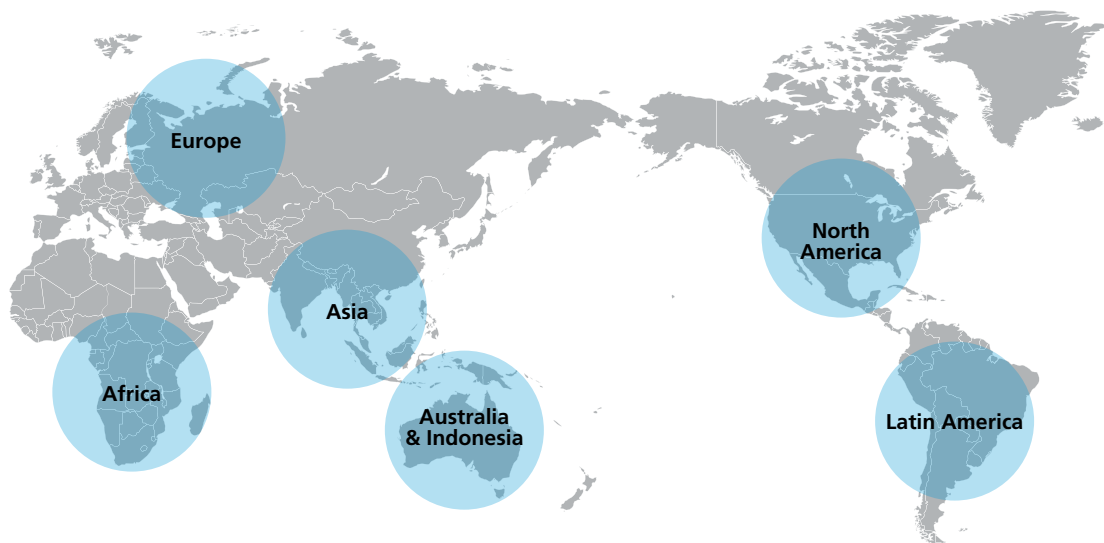 Europe
North
America
Asia
Africa
Australia
& Indonesia
Latin America